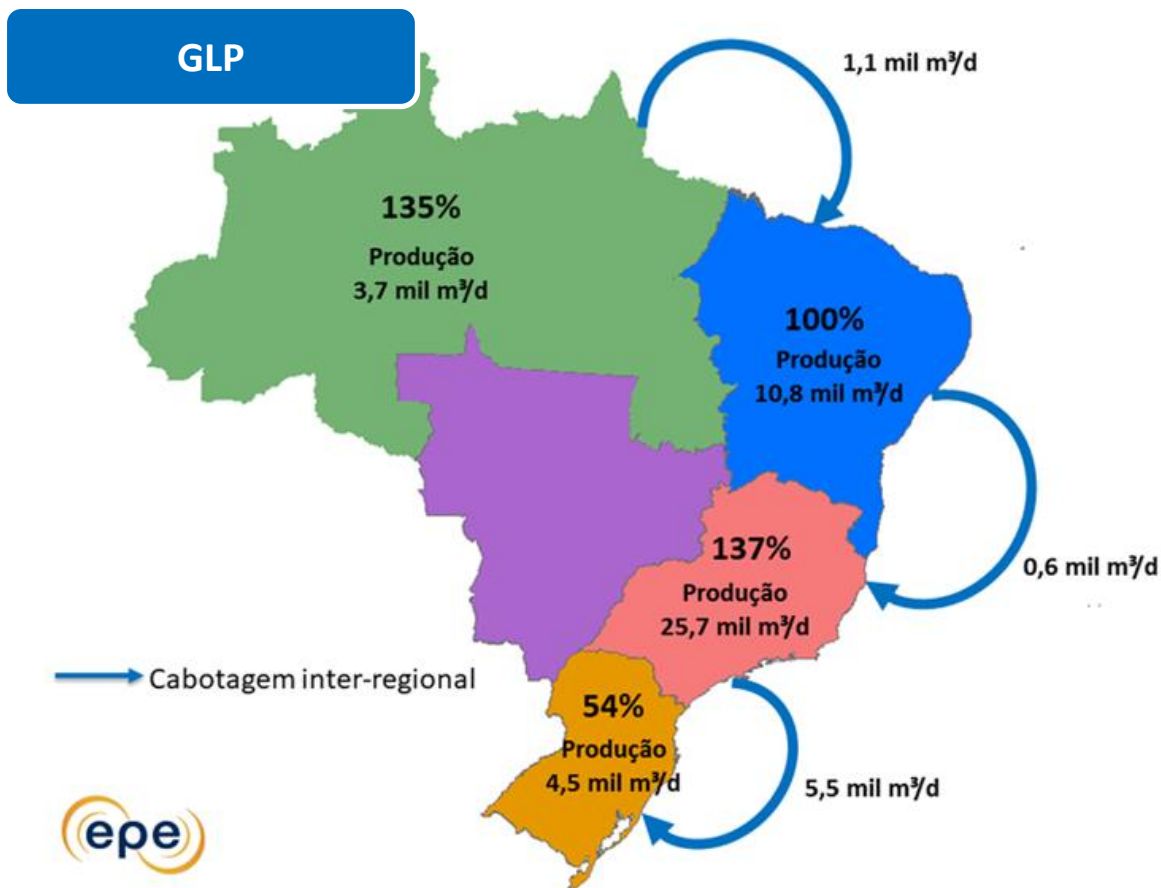 GLP
1,1 mil m³/d
135%
Produção
3,7 mil m³/d
100%
Produção
10,8 mil m³/d
137%
Produção
25,7 mil m³/d
0,6 mil m³/d
Cabotagem inter-regional
54%
Produção
4,5 mil m³/d
5,5 mil m³/d
epe